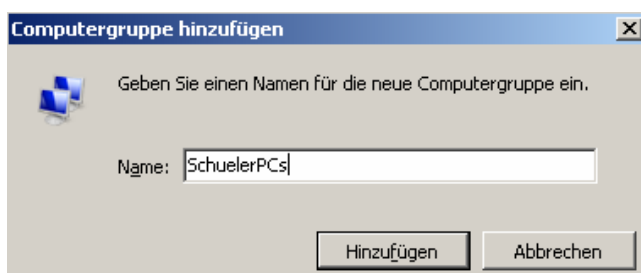 Computergruppe hinzufügen
Geben Sie einen Namen für die neue Computergruppe ein.
Name: SchuelerPCs
Hinzufügen Abbrechen